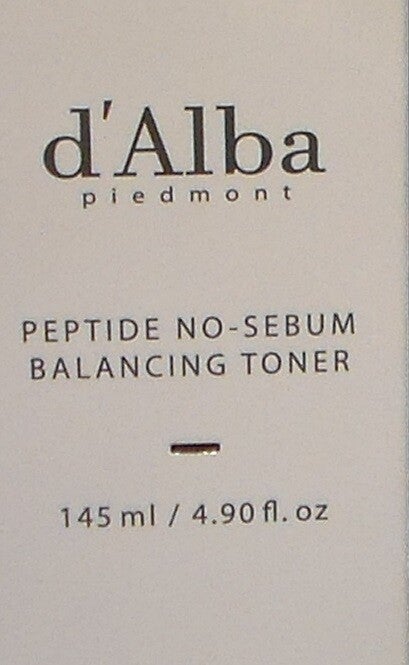 d'Alba
piedmont
PEPTIDE NO-SEBUM
BALANCING TONER
145 ml / 4.90 fl. oz